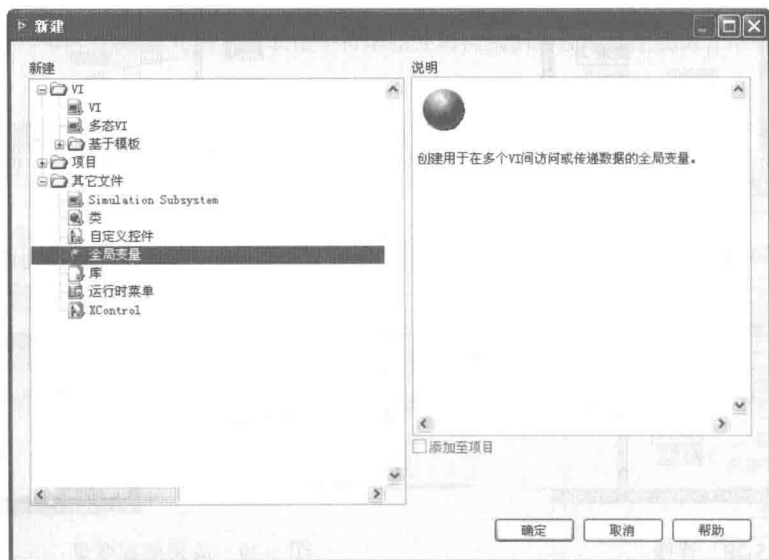 新建
新建
VI
VI
多态VI
基于模板
项目
其它文件
Simulation Subsystem
类
自定义控件
全局变量
库
运行时菜单
XControl
说明
创建用于在多个VI间访问或传递数据的全局变量。
添加至项目
确定
取消
帮助